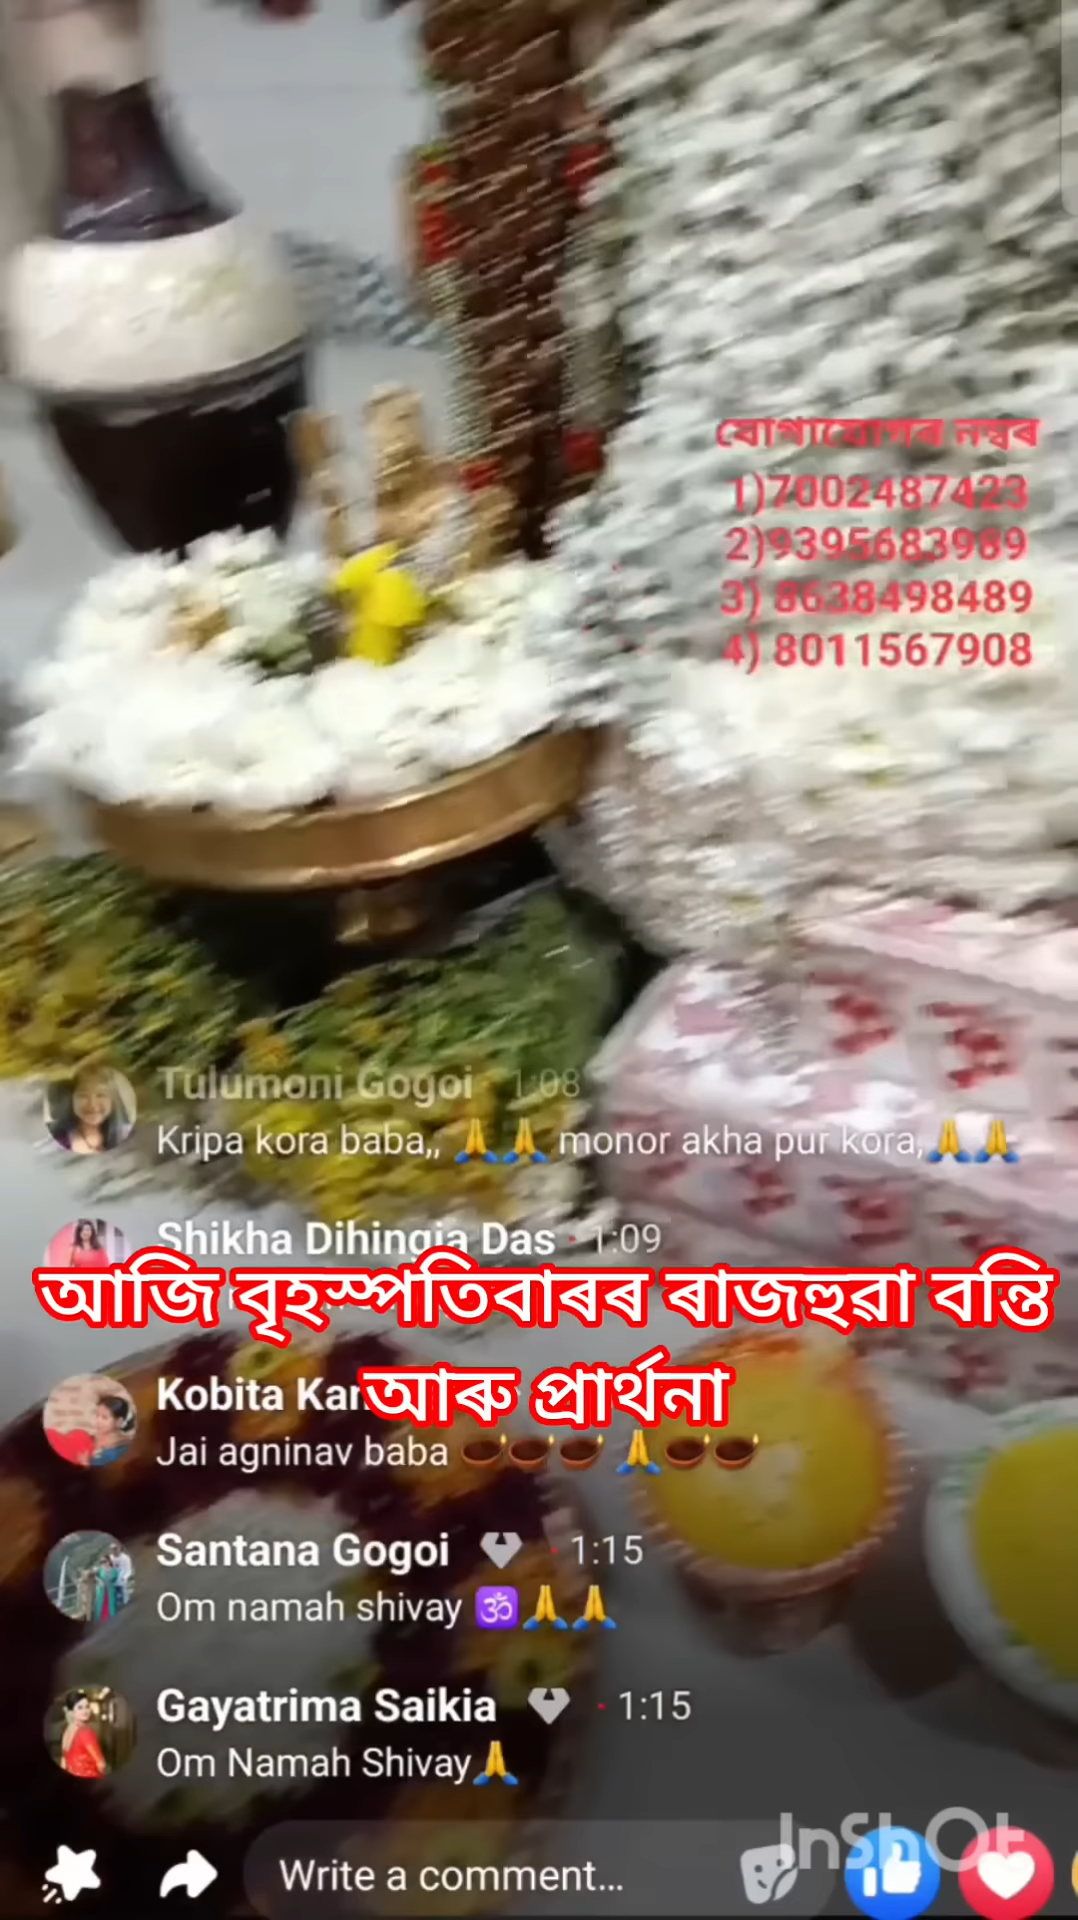 যোগাযোগৰ নম্বৰ
1)7002487423
2)9395683989
3) 8638498489
4) 8011567908
Tulumoni Gogoi 1:08
Kripa kora baba,, 🙏🙏 monor akha pur kora,🙏🙏
Shikha Dihingia Das · 1:09
আজি বৃহস্পতিবাৰৰ ৰাজহুৱা বন্তি
আৰু প্ৰাৰ্থনা
Kobita
Jai agninav baba 🪔🪔🪔 🙏🪔🪔
Santana Gogoi · 1:15
Om namah shivay 🕉🙏🙏
Gayatrima Saikia · 1:15
Om Namah Shivay🙏
Write a comment...
InShOt